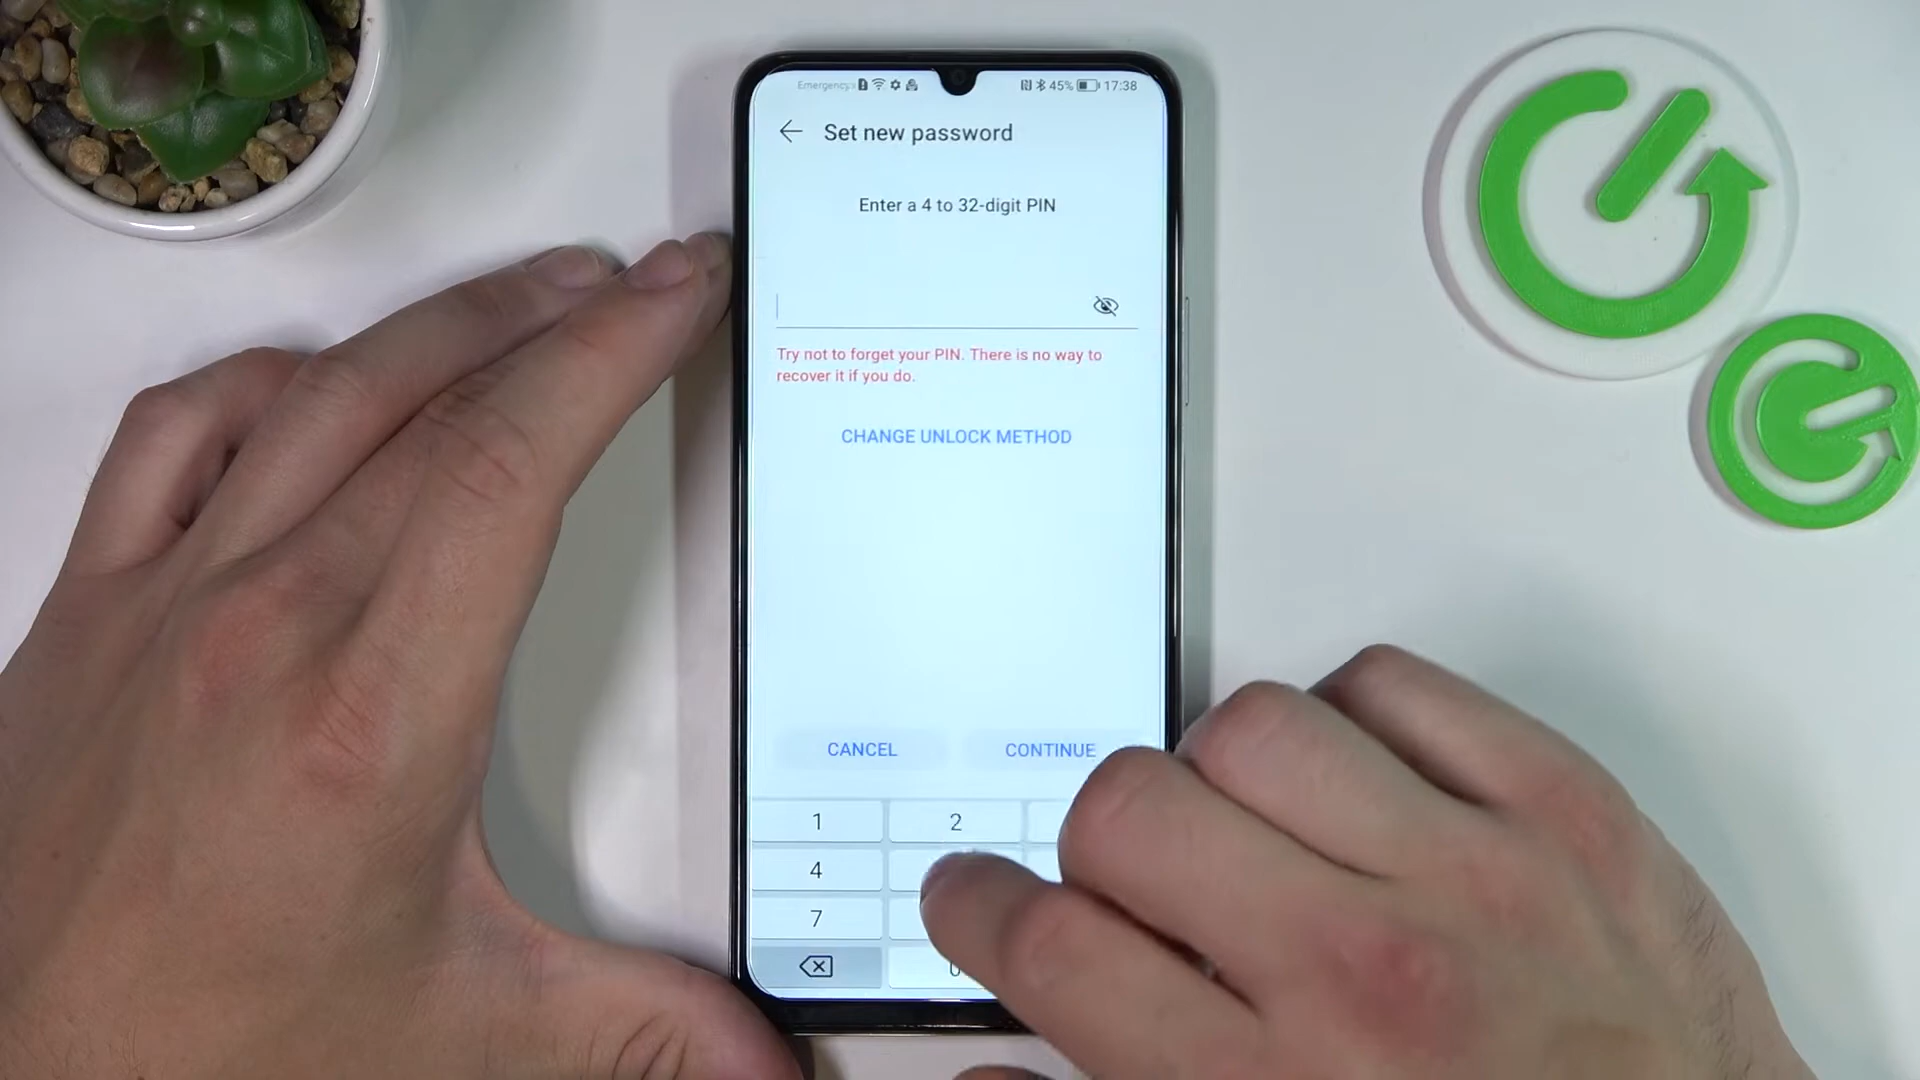 Emergency 45% 17:38
Set new password
Enter a 4 to 32-digit PIN
Try not to forget your PIN. There is no way to
recover it if you do.
CHANGE UNLOCK METHOD
CANCEL CONTINUE
1 2
4
7
0